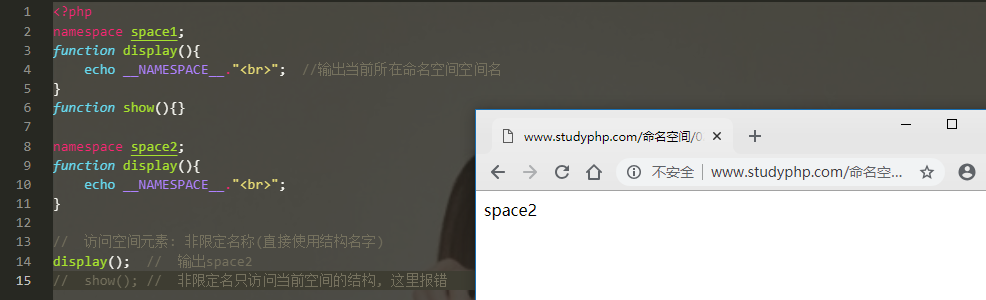 1 <?php
2 namespace space1;
3 function display(){
4 echo __NAMESPACE__."<br>"; //输出当前所在命名空间空间名
5 }
6 function show(){}
7
8 namespace space2;
9 function display(){
10 echo __NAMESPACE__."<br>";
11 }
12
13 // 访问空间元素: 非限定名称(直接使用结构名字)
14 display(); // 输出space2
15 // show(); // 非限定名只访问当前空间的结构, 这里报错
www.studyphp.com/命名空间/0
不安全 | www.studyphp.com/命名空...
space2